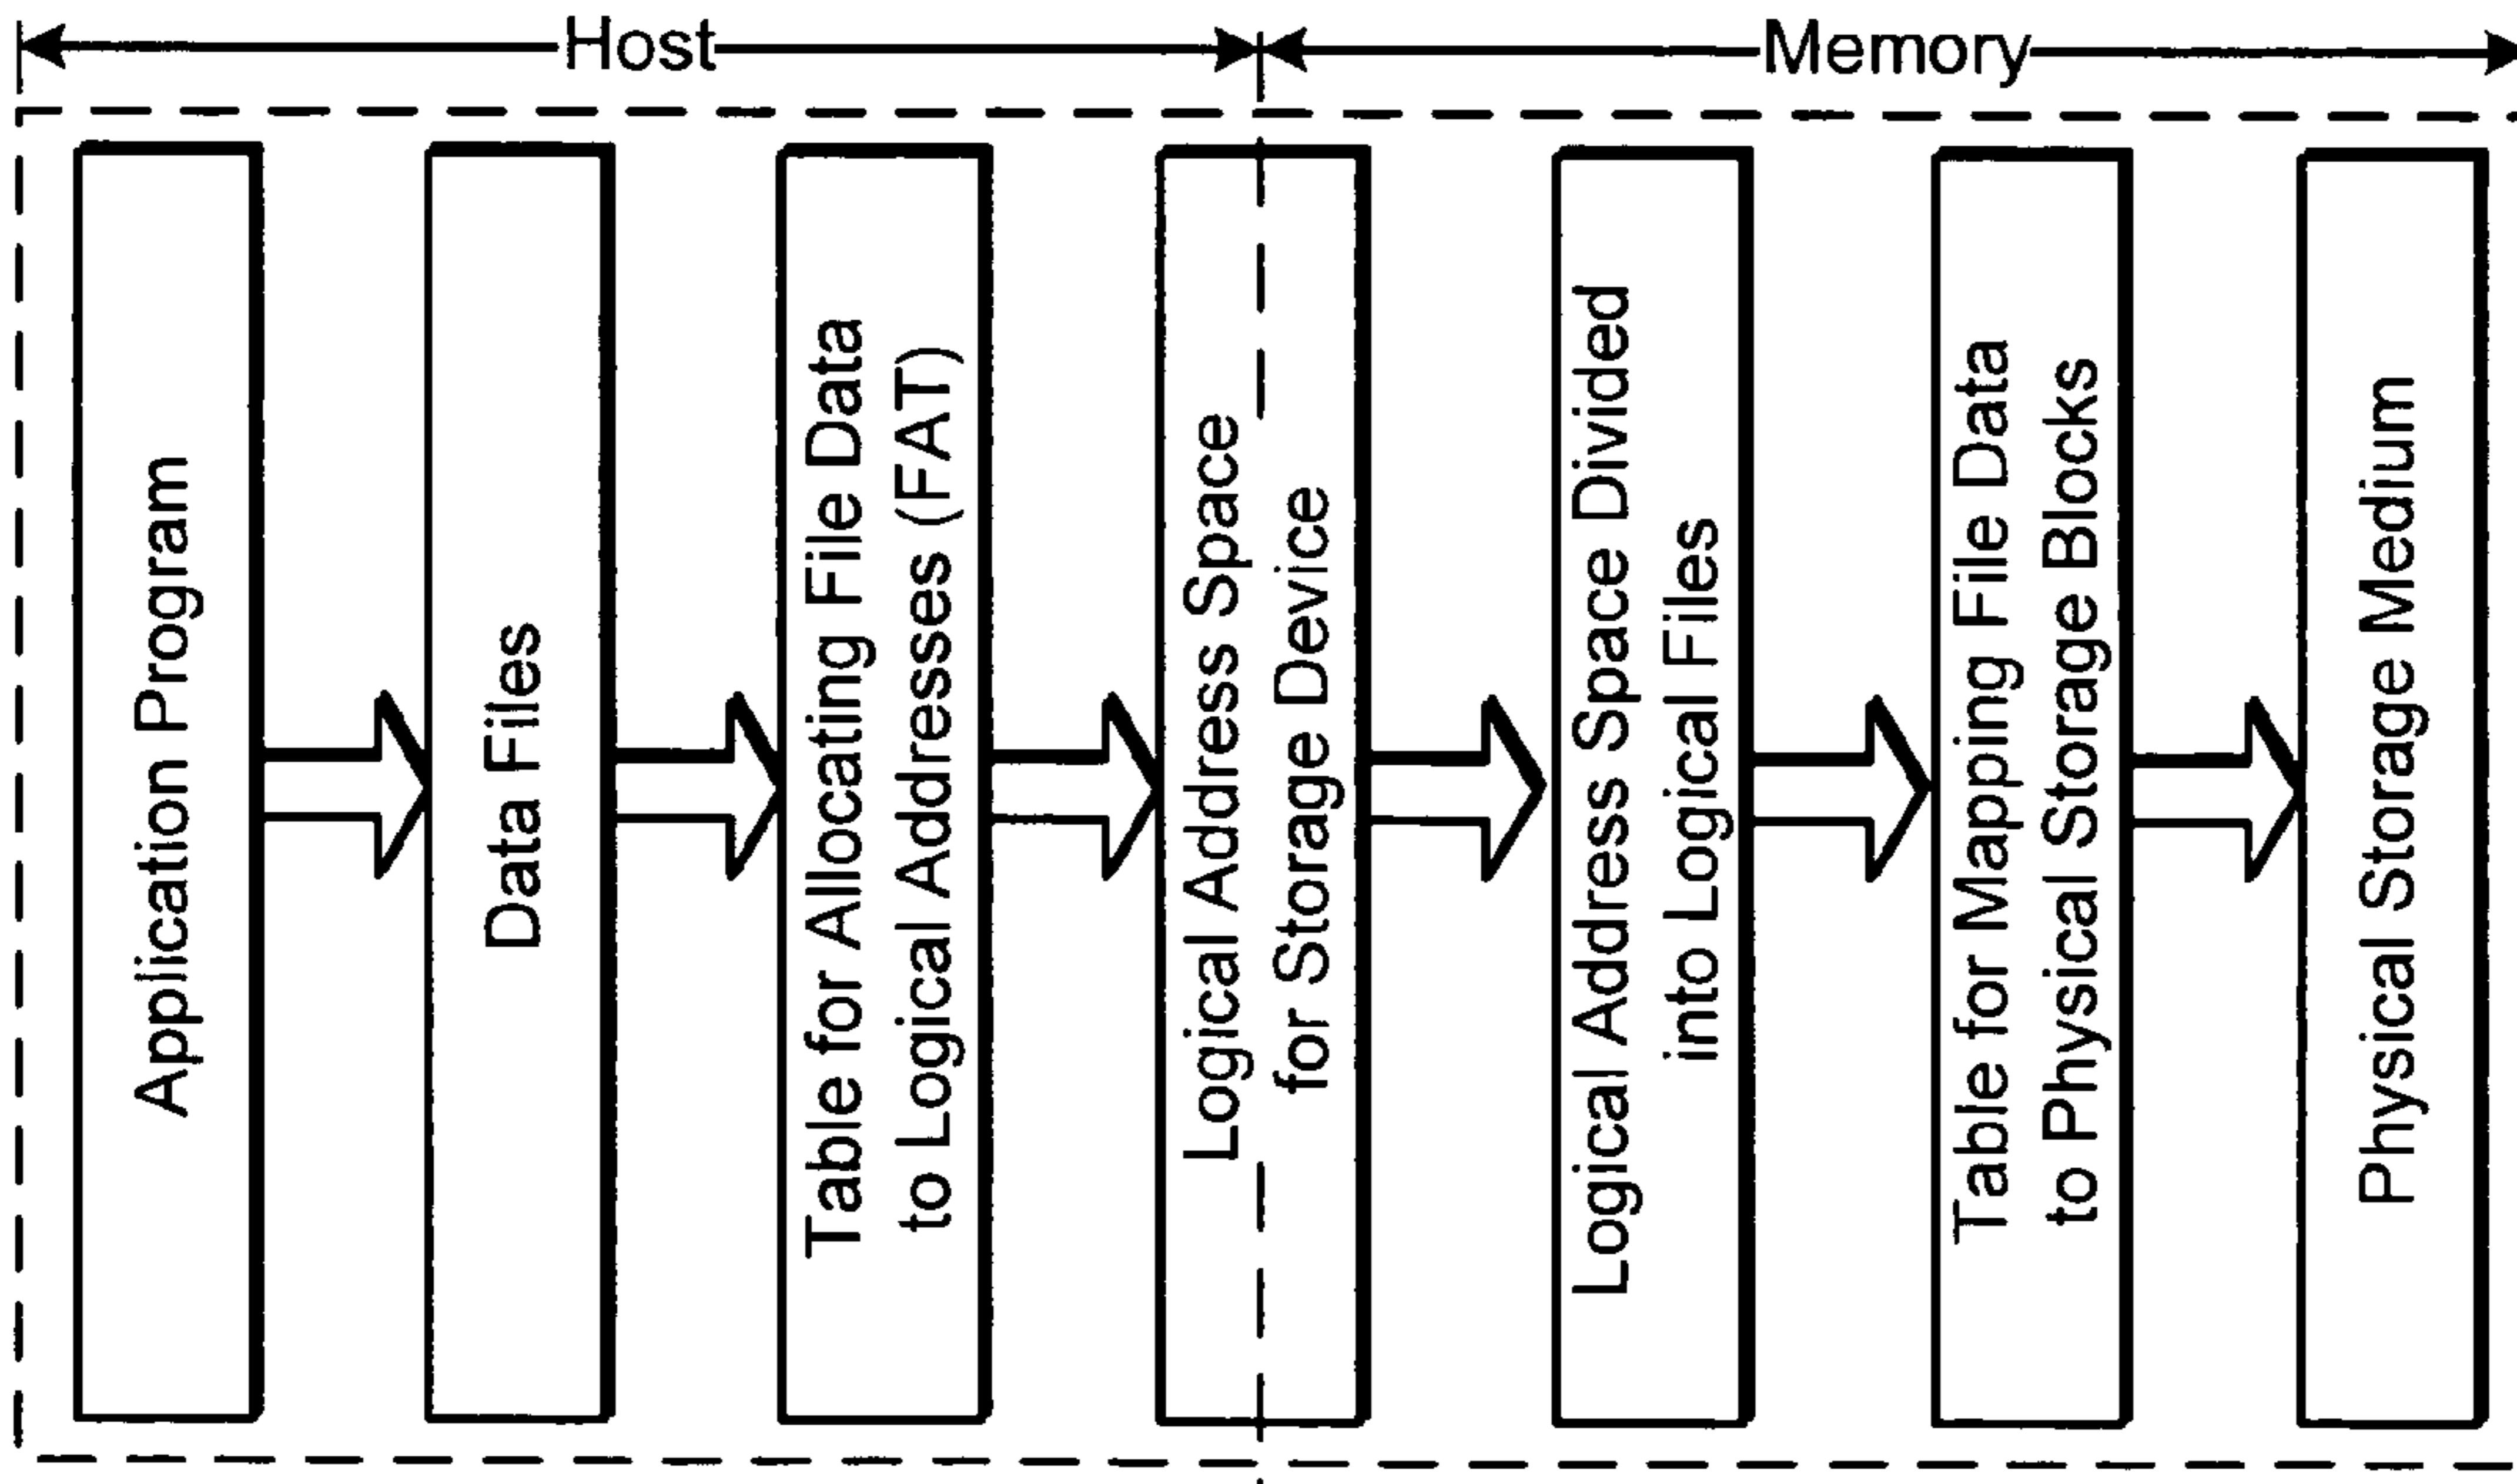 Host
Memory
Application Program
Data Files
Table for Allocating File Data
to Logical Addresses (FAT)
Logical Address Space
for Storage Device
Logical Address Space Divided
into Logical Files
Table for Mapping File Data
to Physical Storage Blocks
Physical Storage Medium